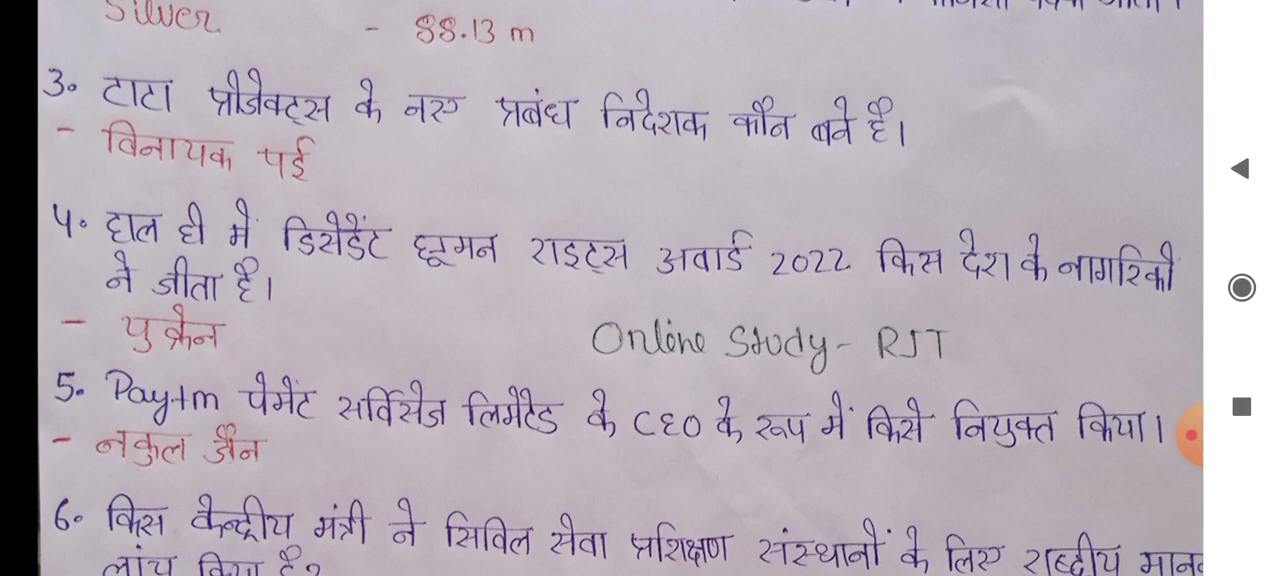 Silver - 88.13 m
3. टाटा प्रोजेक्ट्स के नए प्रबंध निदेशक कौन बने है।
- विनायक पई
4. हाल ही में डिसेडेंट ह्यूमन राइट्स अवार्ड 2022 किस देश के नागरिकों
ने जीता है।
- युक्रेन
Online Study- RJT
5. Paytm पेमेंट सर्विसेज लिमेटेड के CEO के रूप में किसे नियुक्त किया।
- नकुल जैन
6. किस केन्द्रीय मंत्री ने सिविल सेवा प्रशिक्षण संस्थानों के लिए राष्ट्रीय मानक
लांच किया है?